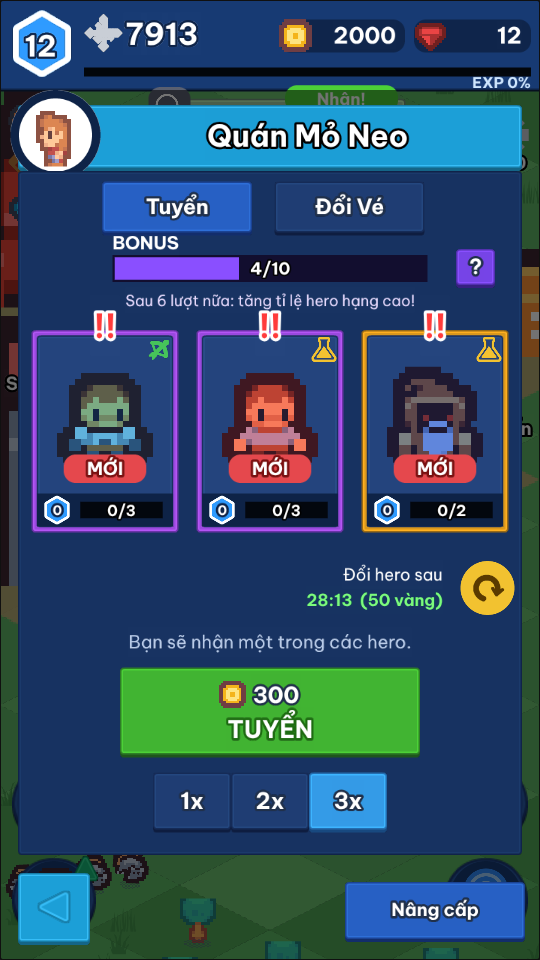 12
7913
2000
12
EXP 0%
Nhận!
Quán Mỏ Neo
Tuyển
Đổi Vé
BONUS
4/10
?
Sau 6 lượt nữa: tăng tỉ lệ hero hạng cao!
!!
!!
!!
MỚI
MỚI
MỚI
0
0/3
0
0/3
0
0/2
Đổi hero sau
28:13 (50 vàng)
Bạn sẽ nhận một trong các hero.
300
TUYỂN
1x
2x
3x
Nâng cấp